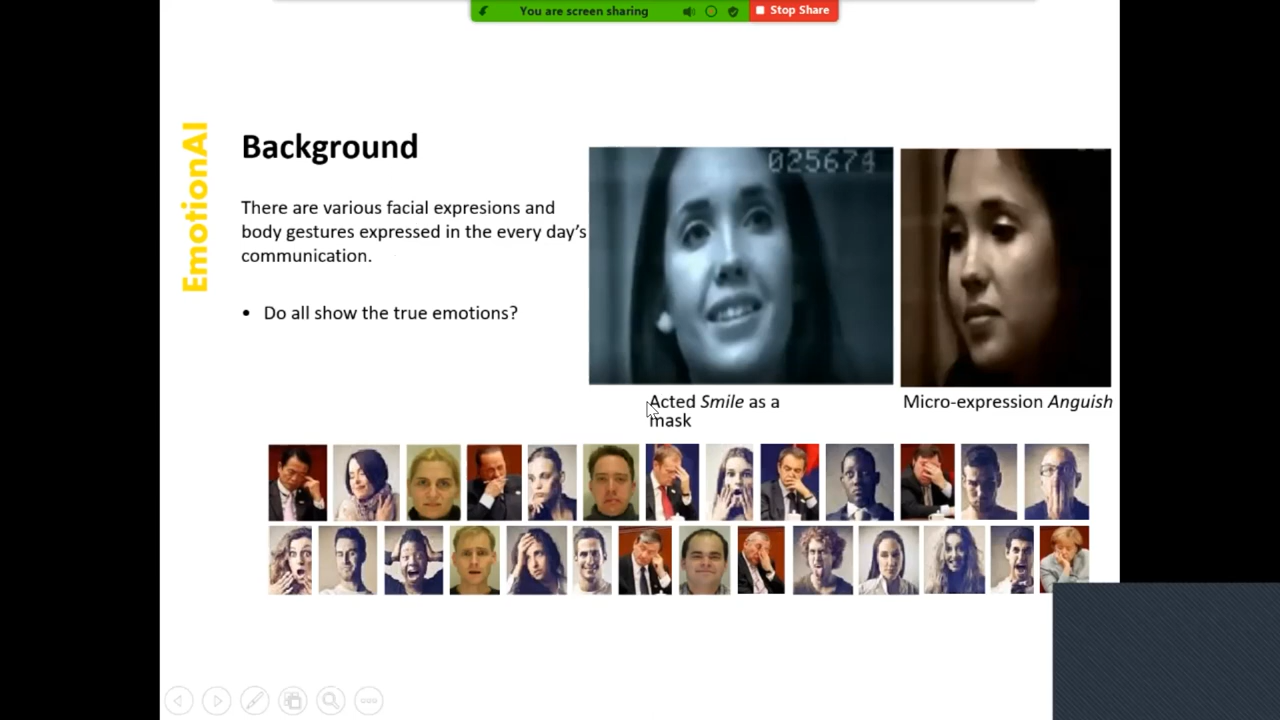 You are screen sharing
Stop Share
EmotionAI
Background
There are various facial expresions and
body gestures expressed in the every day's
communication.
• Do all show the true emotions?
025674
Acted Smile as a
mask
Micro-expression Anguish